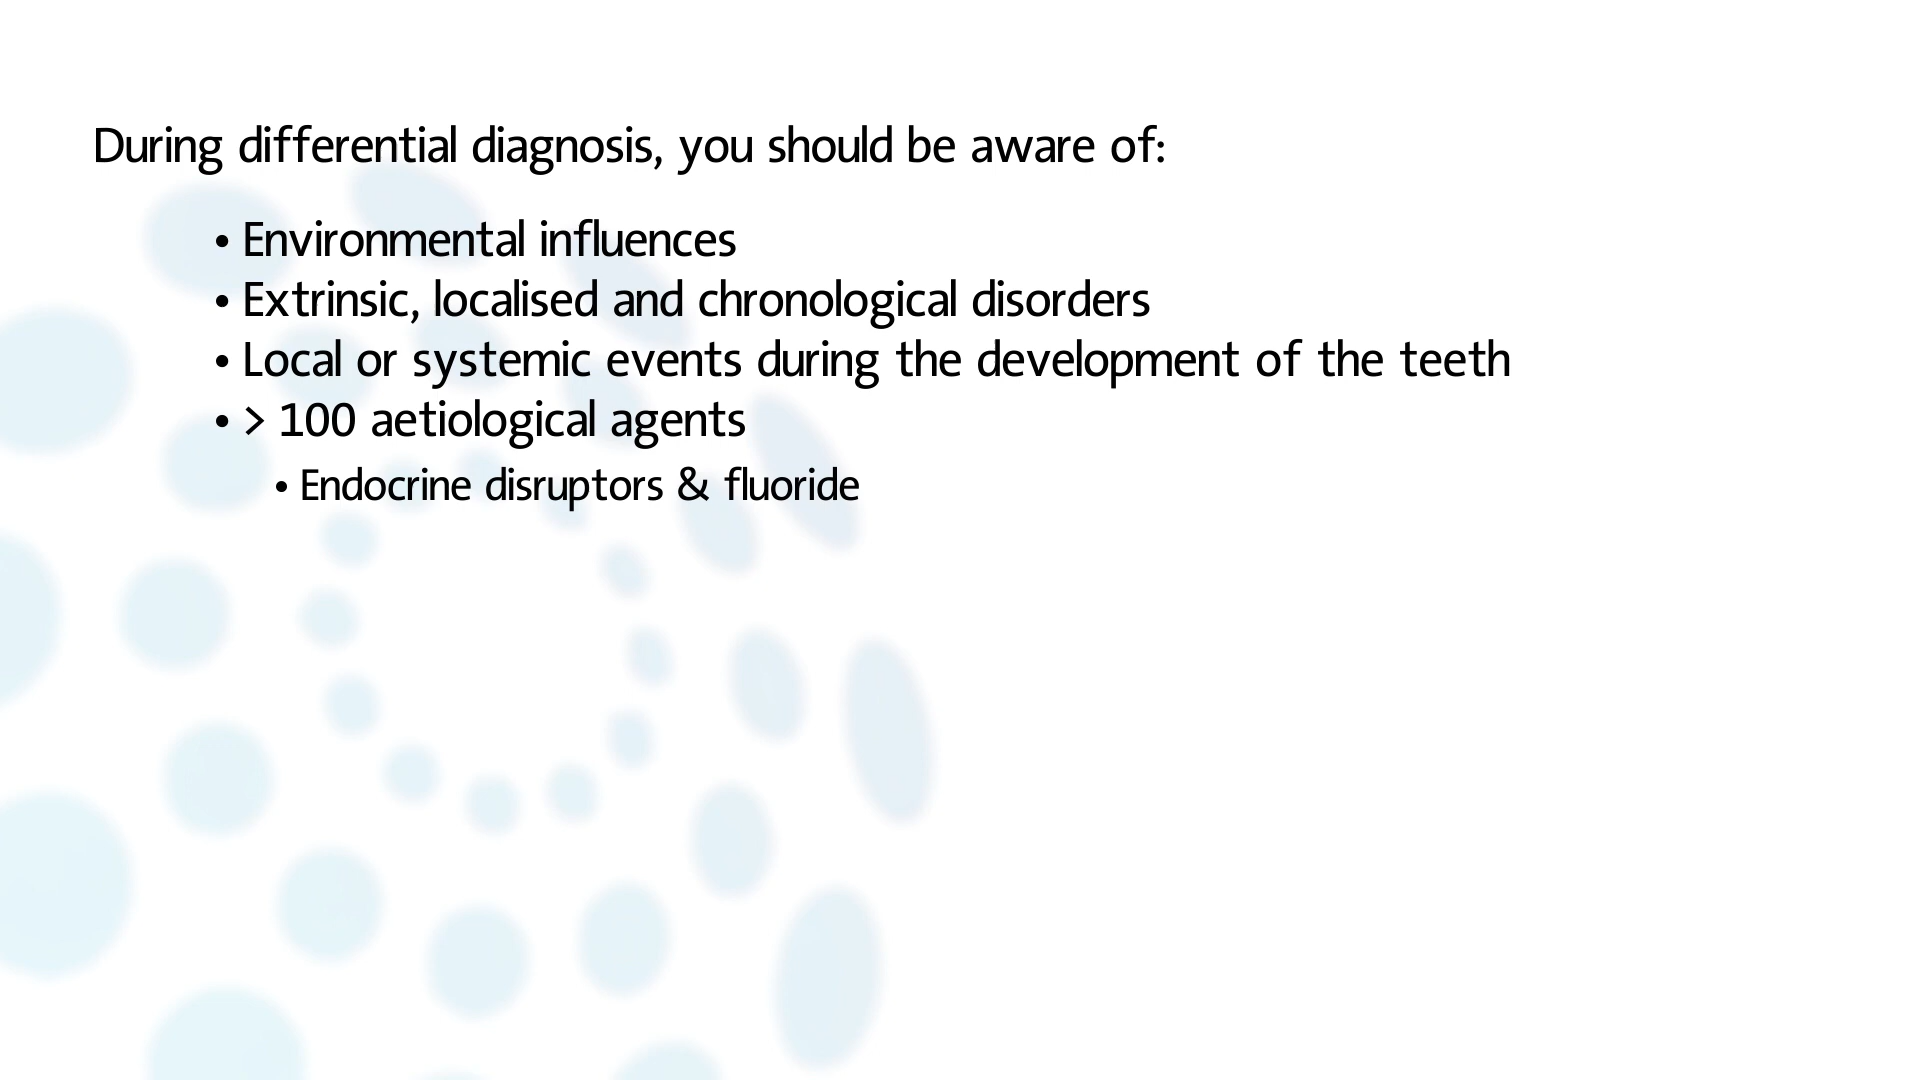 During differential diagnosis, you should be aware of:
• Environmental influences
• Extrinsic, localised and chronological disorders
• Local or systemic events during the development of the teeth
• > 100 aetiological agents
• Endocrine disruptors & fluoride